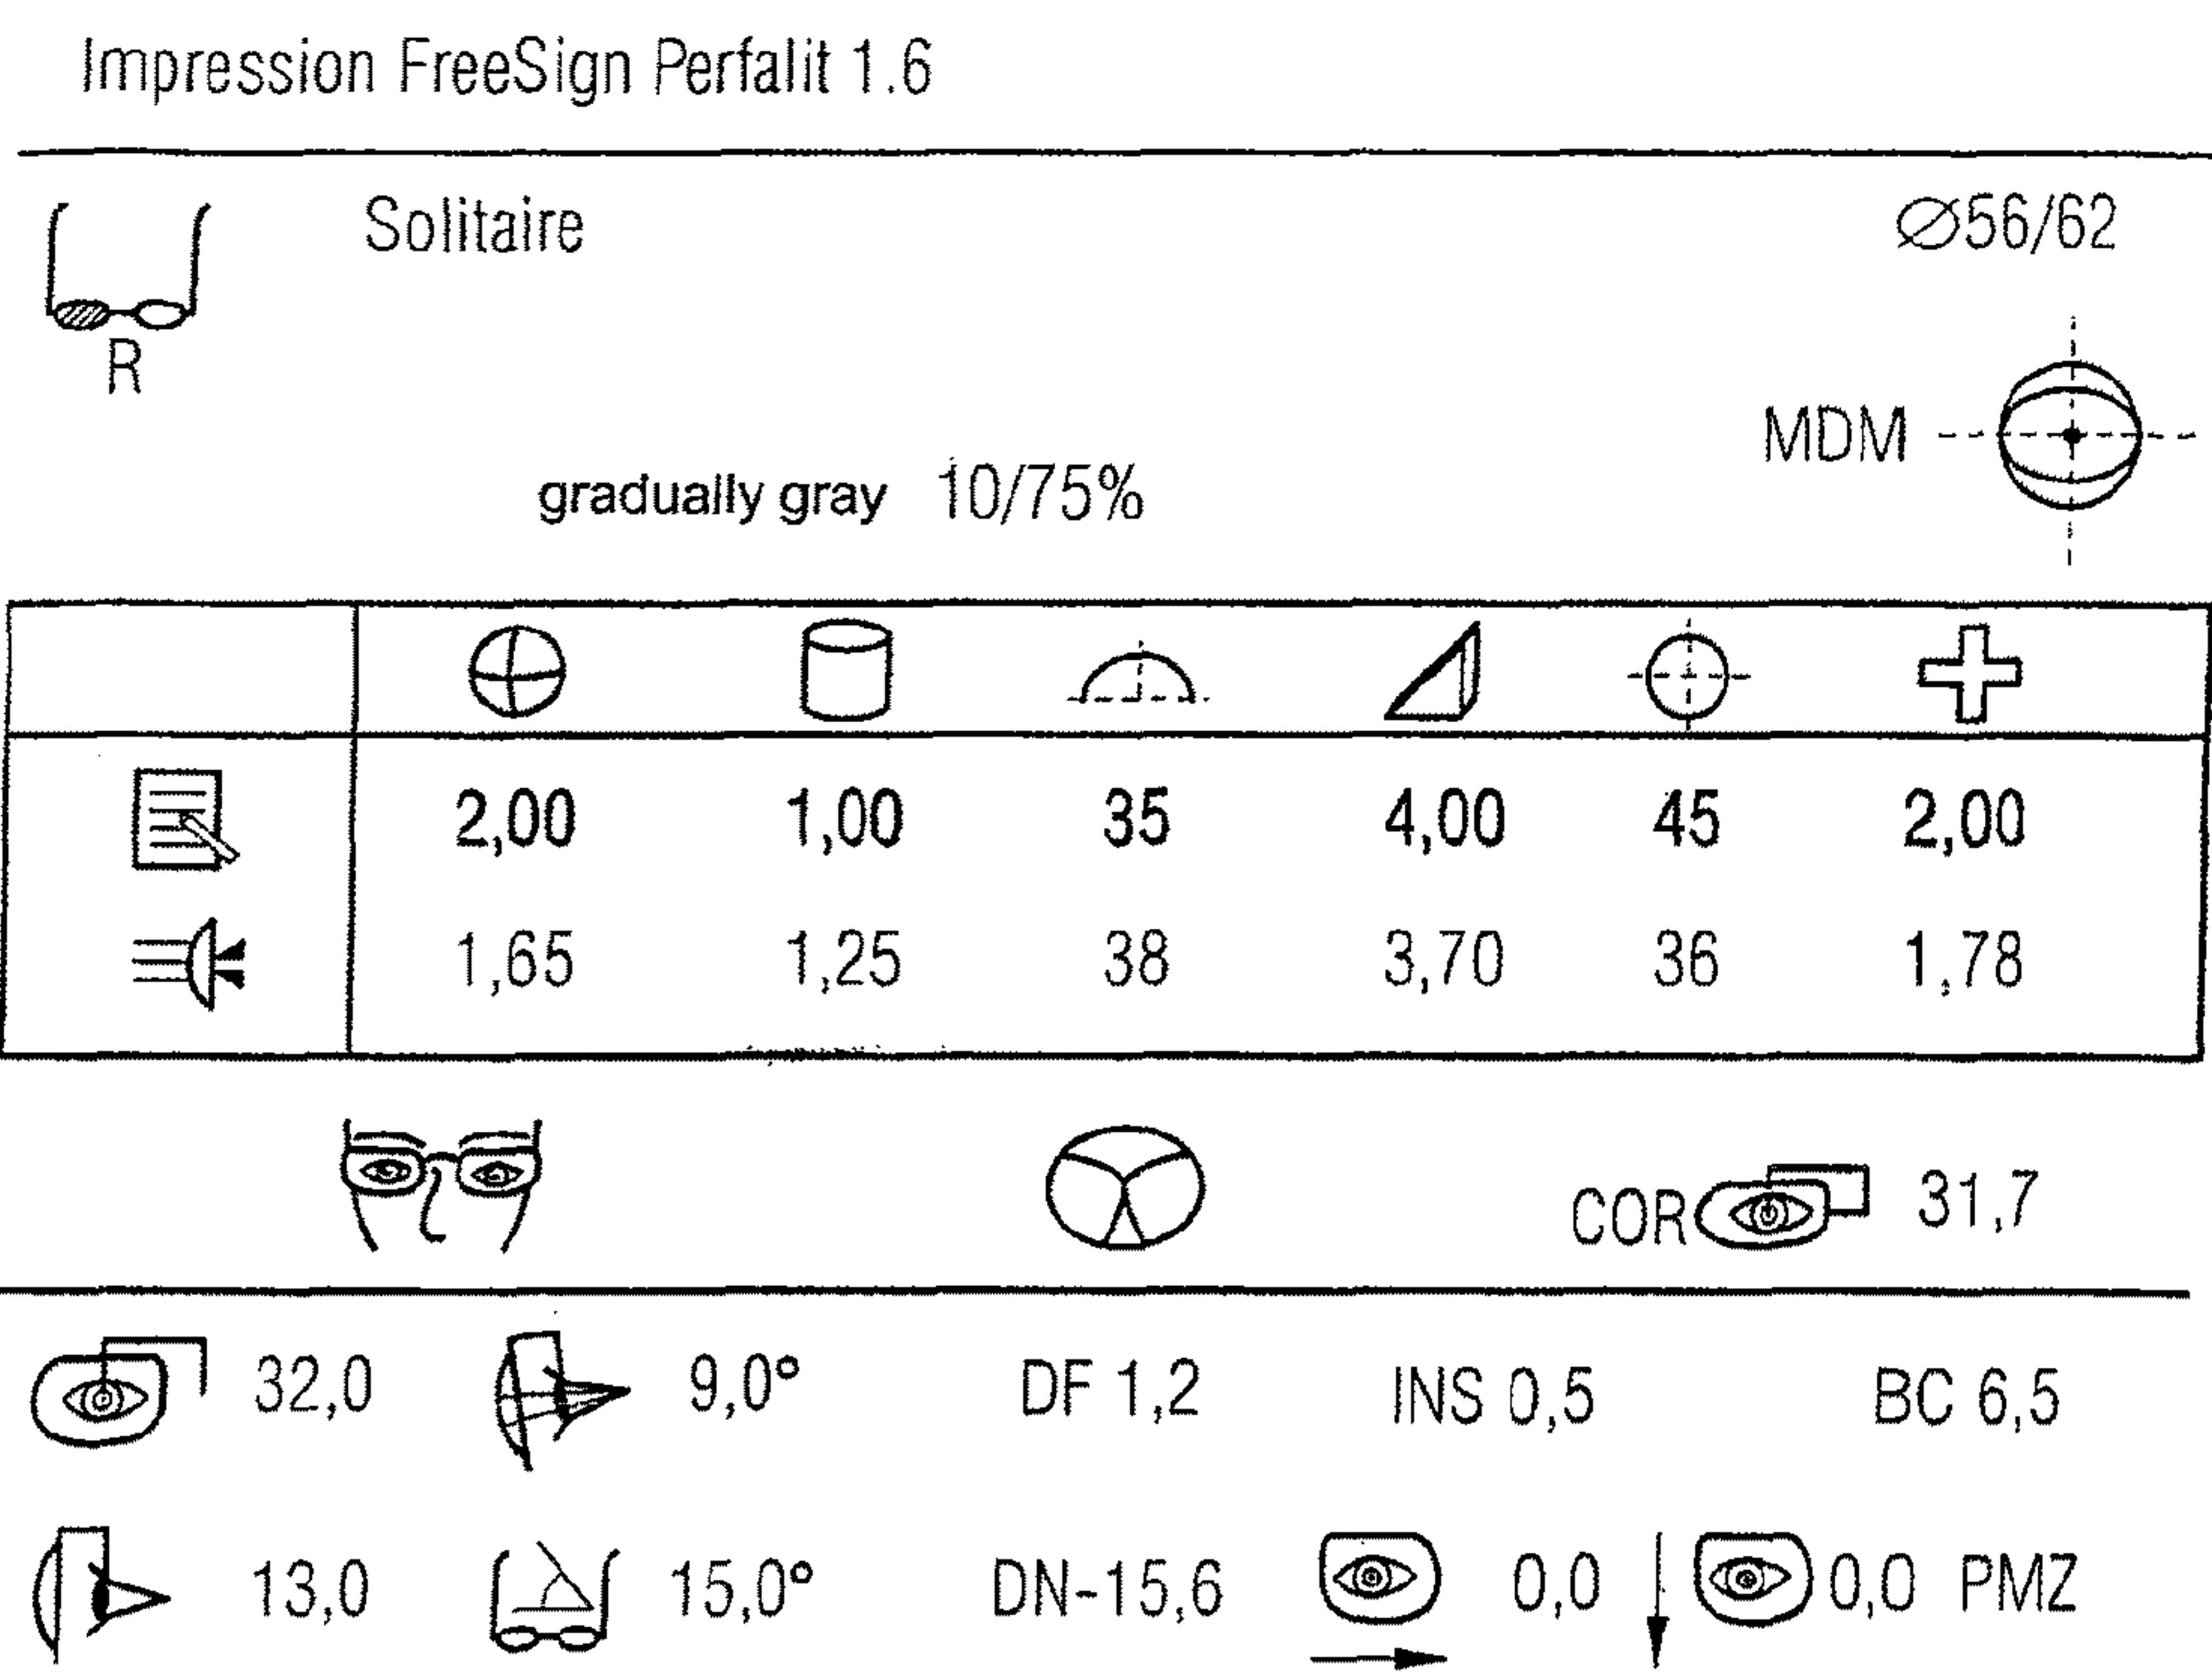 Impression FreeSign Perfalit 1.6
Solitaire ⌀56/62
R
MDM
gradually gray 10/75%
2,00 1,00 35 4,00 45 2,00
1,65 1,25 38 3,70 36 1,78
COR 31,7
32,0 9,0° DF 1,2 INS 0,5 BC 6,5
13,0 15,0° DN-15,6 0,0 0,0 PMZ